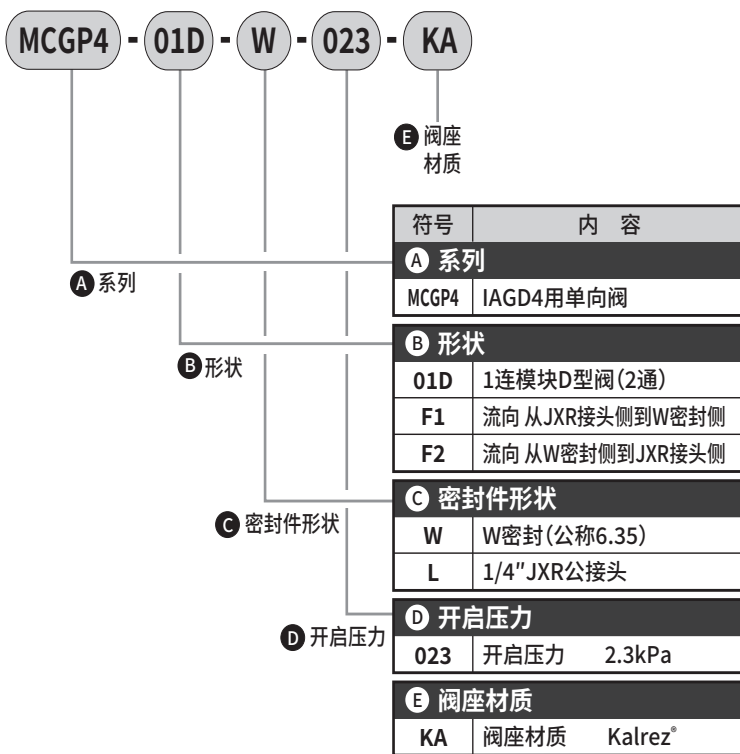 MCGP4 - 01D - W - 023 - KA
E 阀座
材质
符号 内 容
A 系列
A 系列
MCGP4 IAGD4用单向阀
B 形状
B 形状
01D 1连模块D型阀(2通)
F1 流向 从JXR接头侧到W密封侧
F2 流向 从W密封侧到JXR接头侧
C 密封件形状
C 密封件形状
W W密封(公称6.35)
L 1/4"JXR公接头
D 开启压力
D 开启压力
023 开启压力 2.3kPa
E 阀座材质
KA 阀座材质 Kalrez®